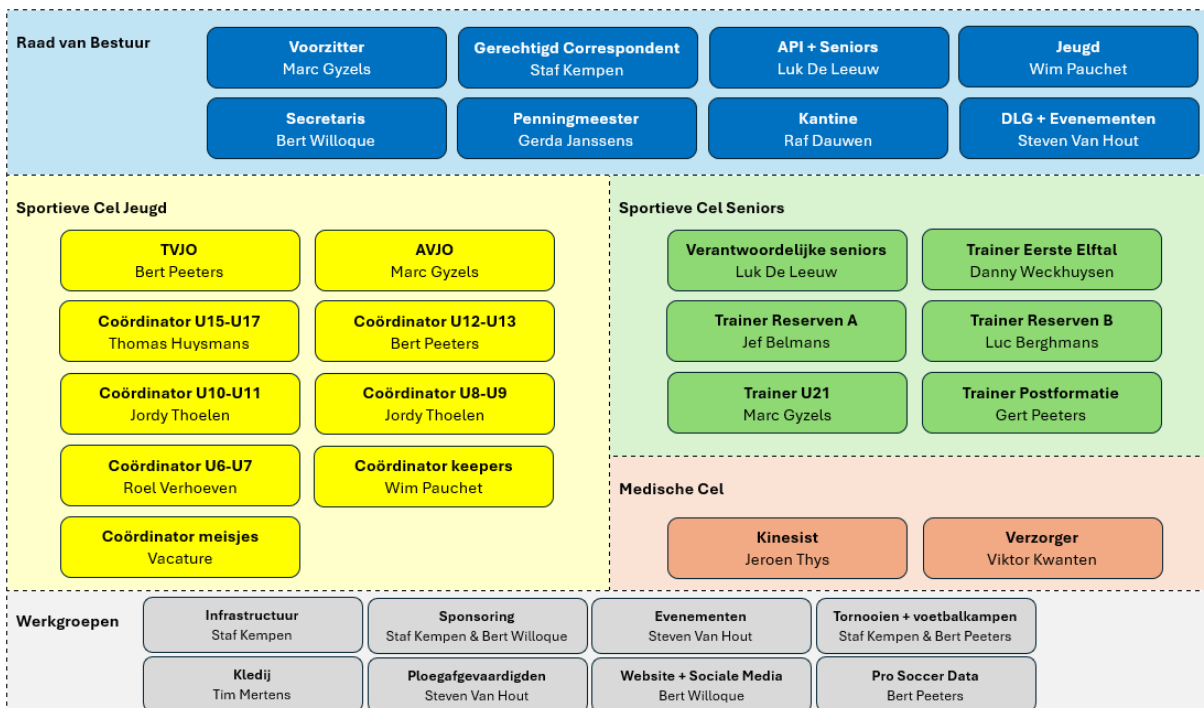 Raad van Bestuur
Voorzitter
Marc Gyzels
Gerechtigd Correspondent
Staf Kempen
API + Seniors
Luk De Leeuw
Jeugd
Wim Pauchet
Secretaris
Bert Willoque
Penningmeester
Gerda Janssens
Kantine
Raf Dauwen
DLG + Evenementen
Steven Van Hout
Sportieve Cel Jeugd
TVJO
Bert Peeters
AVJO
Marc Gyzels
Coördinator U15-U17
Thomas Huysmans
Coördinator U12-U13
Bert Peeters
Coördinator U10-U11
Jordy Thoelen
Coördinator U8-U9
Jordy Thoelen
Coördinator U6-U7
Roel Verhoeven
Coördinator keepers
Wim Pauchet
Coördinator meisjes
Vacature
Sportieve Cel Seniors
Verantwoordelijke seniors
Luk De Leeuw
Trainer Eerste Elftal
Danny Weckhuysen
Trainer Reserven A
Jef Belmans
Trainer Reserven B
Luc Berghmans
Trainer U21
Marc Gyzels
Trainer Postformatie
Gert Peeters
Medische Cel
Kinesist
Jeroen Thys
Verzorger
Viktor Kwanten
Werkgroepen
Infrastructuur
Staf Kempen
Sponsoring
Staf Kempen & Bert Willoque
Evenementen
Steven Van Hout
Tornooien + voetbalkampen
Staf Kempen & Bert Peeters
Kledij
Tim Mertens
Ploegafgevaardigden
Steven Van Hout
Website + Sociale Media
Bert Willoque
Pro Soccer Data
Bert Peeters